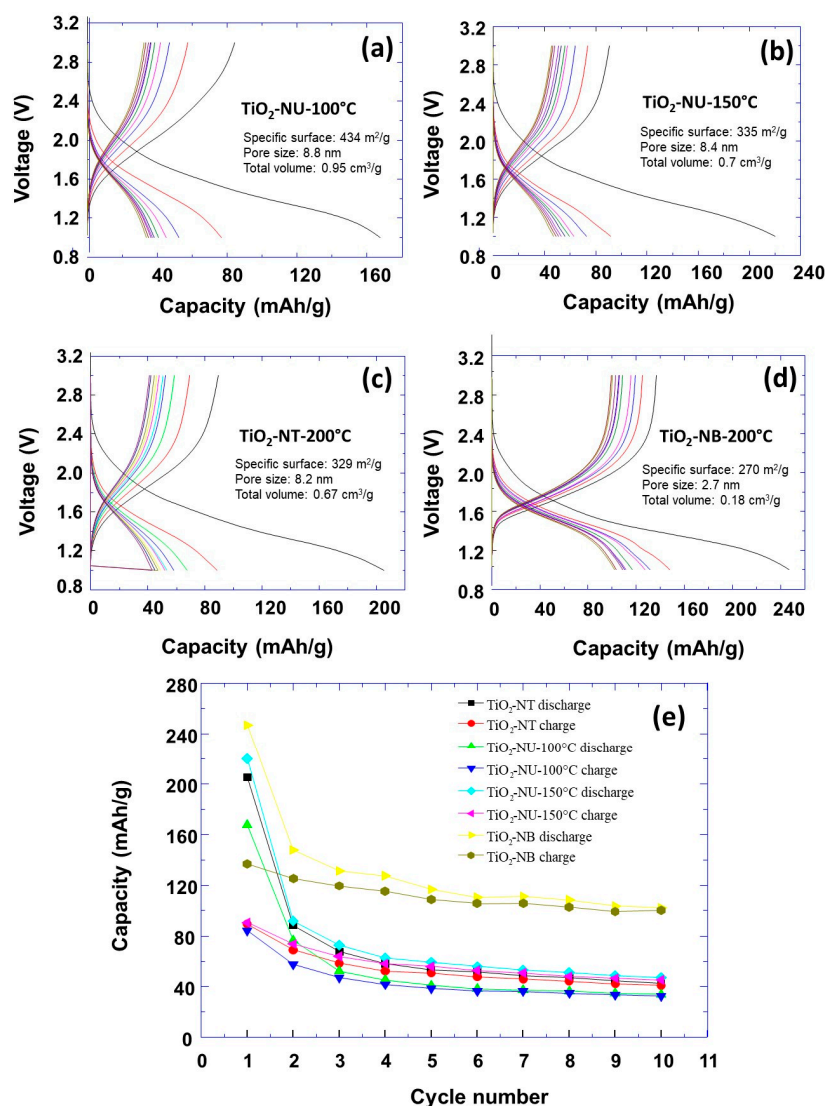 (a)
TiO₂-NU-100°C
Specific surface: 434 m²/g
Pore size: 8.8 nm
Total volume: 0.95 cm³/g
Voltage (V)
3.2
2.8
2.4
2.0
1.6
1.2
0.8
0 40 80 120 160
Capacity (mAh/g)
(b)
TiO₂-NU-150°C
Specific surface: 335 m²/g
Pore size: 8.4 nm
Total volume: 0.7 cm³/g
Voltage (V)
3.2
2.8
2.4
2.0
1.6
1.2
0.8
0 40 80 120 160 200 240
Capacity (mAh/g)
(c)
TiO₂-NT-200°C
Specific surface: 329 m²/g
Pore size: 8.2 nm
Total volume: 0.67 cm³/g
Voltage (V)
3.2
2.8
2.4
2.0
1.6
1.2
0.8
0 40 80 120 160 200
Capacity (mAh/g)
(d)
TiO₂-NB-200°C
Specific surface: 270 m²/g
Pore size: 2.7 nm
Total volume: 0.18 cm³/g
Voltage (V)
3.2
2.8
2.4
2.0
1.6
1.2
0.8
0 40 80 120 160 200 240
Capacity (mAh/g)
(e)
TiO₂-NT discharge
TiO₂-NT charge
TiO₂-NU-100°C discharge
TiO₂-NU-100°C charge
TiO₂-NU-150°C discharge
TiO₂-NU-150°C charge
TiO₂-NB discharge
TiO₂-NB charge
Capacity (mAh/g)
280
240
200
160
120
80
40
0
0 1 2 3 4 5 6 7 8 9 10 11
Cycle number